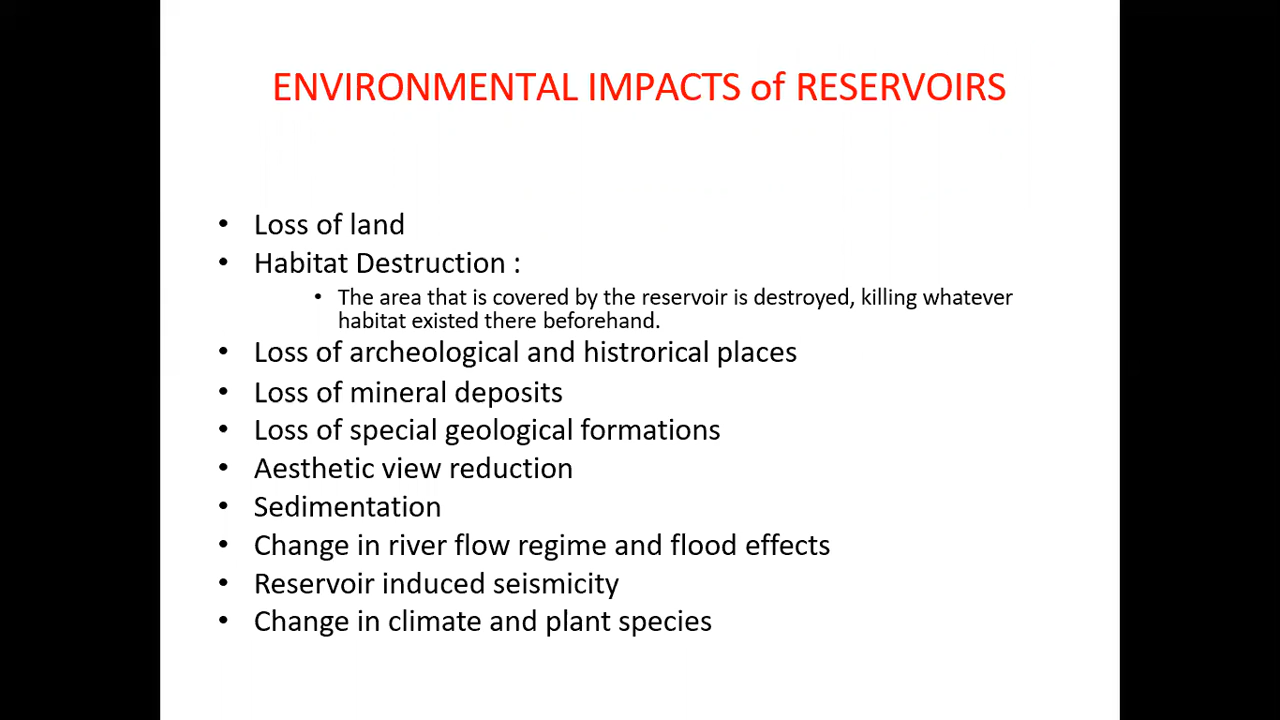 ENVIRONMENTAL IMPACTS of RESERVOIRS
• Loss of land
• Habitat Destruction :
• The area that is covered by the reservoir is destroyed, killing whatever
habitat existed there beforehand.
• Loss of archeological and histrorical places
• Loss of mineral deposits
• Loss of special geological formations
• Aesthetic view reduction
• Sedimentation
• Change in river flow regime and flood effects
• Reservoir induced seismicity
• Change in climate and plant species